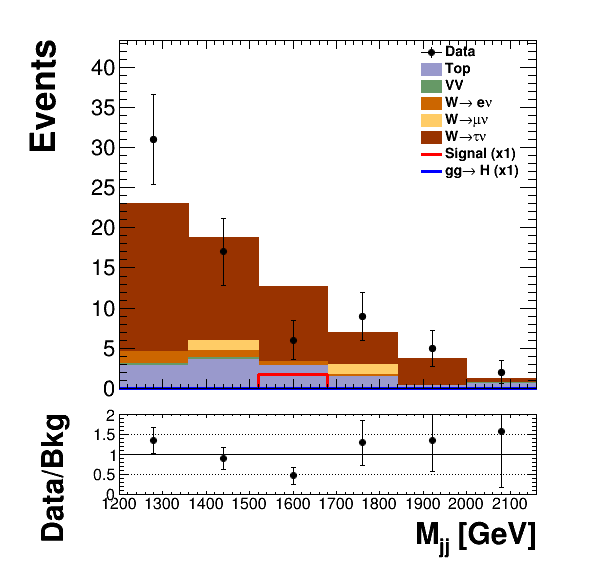 Events
40
35
30
25
20
15
10
5
0
Data
Top
VV
W→ eν
W→μν
W→τν
Signal (x1)
gg→ H (x1)
Data/Bkg
2
1.5
1
0.5
0
1200 1300 1400 1500 1600 1700 1800 1900 2000 2100
Mjj [GeV]